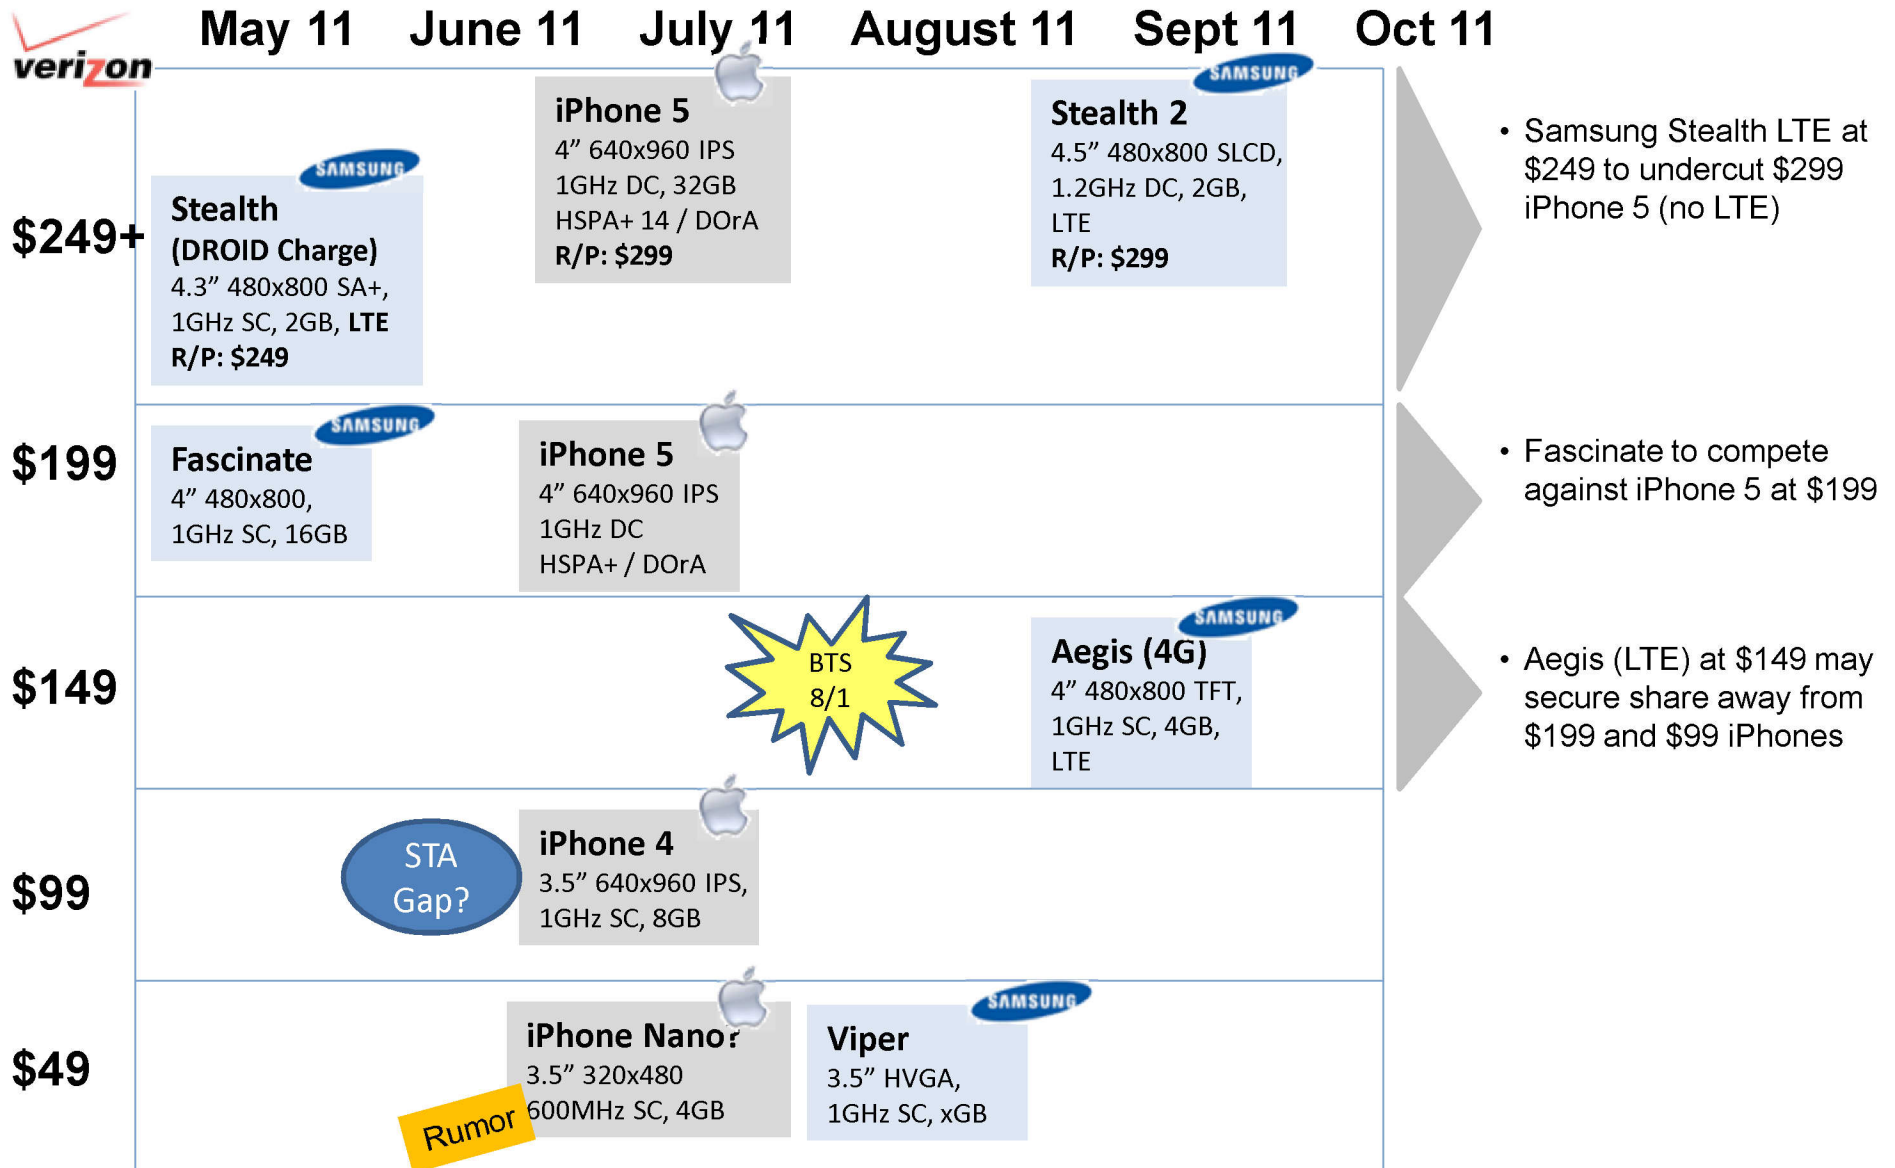 verizon
May 11 June 11 July 11 August 11 Sept 11 Oct 11
$249+
SAMSUNG
Stealth
(DROID Charge)
4.3” 480x800 SA+,
1GHz SC, 2GB, LTE
R/P: $249
iPhone 5
4” 640x960 IPS
1GHz DC, 32GB
HSPA+ 14 / DOrA
R/P: $299
SAMSUNG
Stealth 2
4.5” 480x800 SLCD,
1.2GHz DC, 2GB,
LTE
R/P: $299
• Samsung Stealth LTE at
$249 to undercut $299
iPhone 5 (no LTE)
$199
SAMSUNG
Fascinate
4” 480x800,
1GHz SC, 16GB
iPhone 5
4” 640x960 IPS
1GHz DC
HSPA+ / DOrA
• Fascinate to compete
against iPhone 5 at $199
$149
BTS
8/1
SAMSUNG
Aegis (4G)
4” 480x800 TFT,
1GHz SC, 4GB,
LTE
• Aegis (LTE) at $149 may
secure share away from
$199 and $99 iPhones
$99
STA
Gap?
iPhone 4
3.5” 640x960 IPS,
1GHz SC, 8GB
$49
iPhone Nano?
3.5” 320x480
600MHz SC, 4GB
Rumor
SAMSUNG
Viper
3.5” HVGA,
1GHz SC, xGB